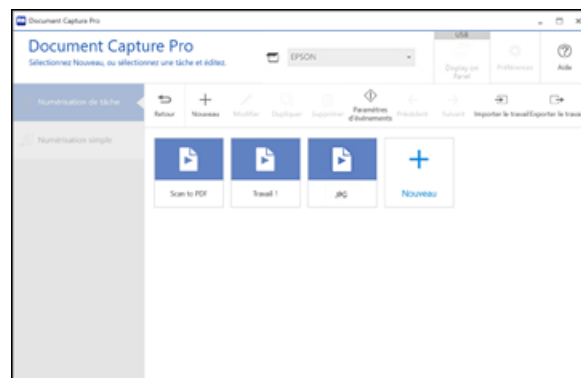 Document Capture Pro
Document Capture Pro
Sélectionnez Nouveau, ou sélectionnez une tâche et éditez.
EPSON
USB
Display on Panel
Préférences
Aide
Numérisation de tâche
Numérisation simple
Retour
Nouveau
Modifier
Dupliquer
Supprimer
Paramètres d'événements
Précédent
Suivant
Importer le travail
Exporter le travai
Scan to PDF
Travail 1
JPG
Nouveau